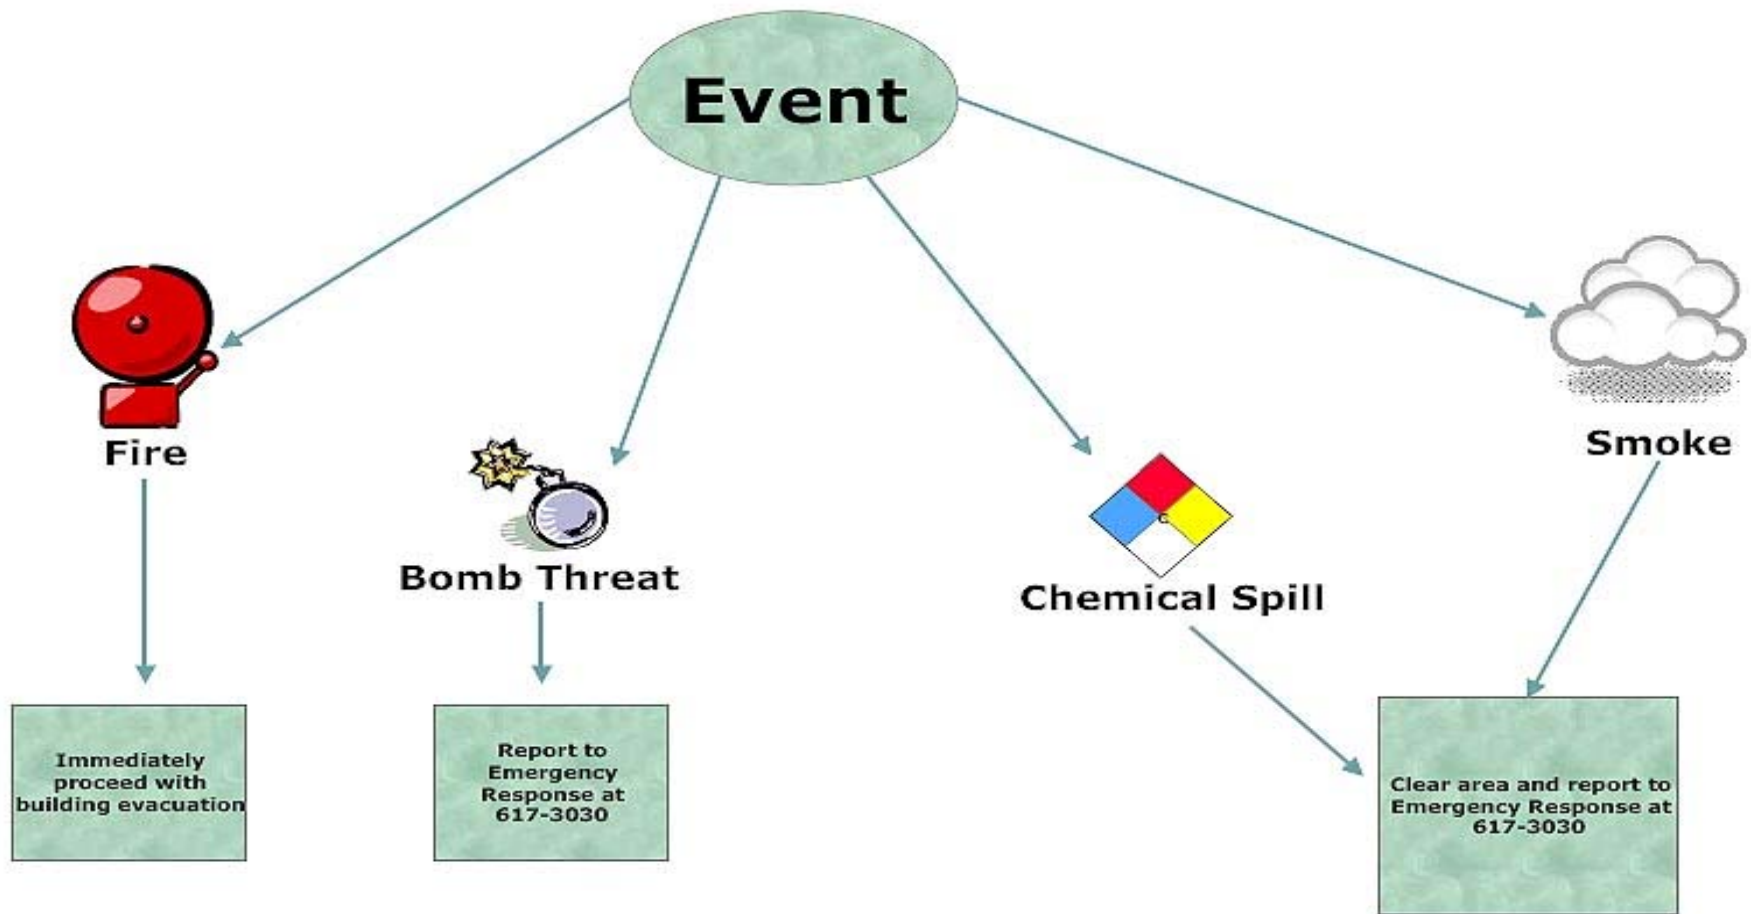 Event
Fire
Smoke
Bomb Threat
Chemical Spill
Immediately
proceed with
building evacuation
Report to
Emergency
Response at
617-3030
Clear area and report to
Emergency Response at
617-3030